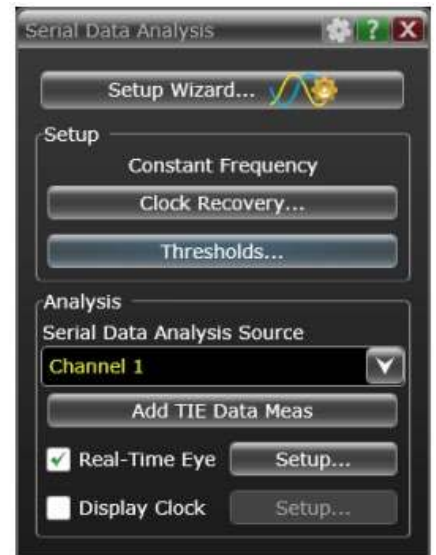 Serial Data Analysis ?
Setup Wizard...
Setup
Constant Frequency
Clock Recovery...
Thresholds...
Analysis
Serial Data Analysis Source
Channel 1
Add TIE Data Meas
Real-Time Eye Setup...
Display Clock Setup...